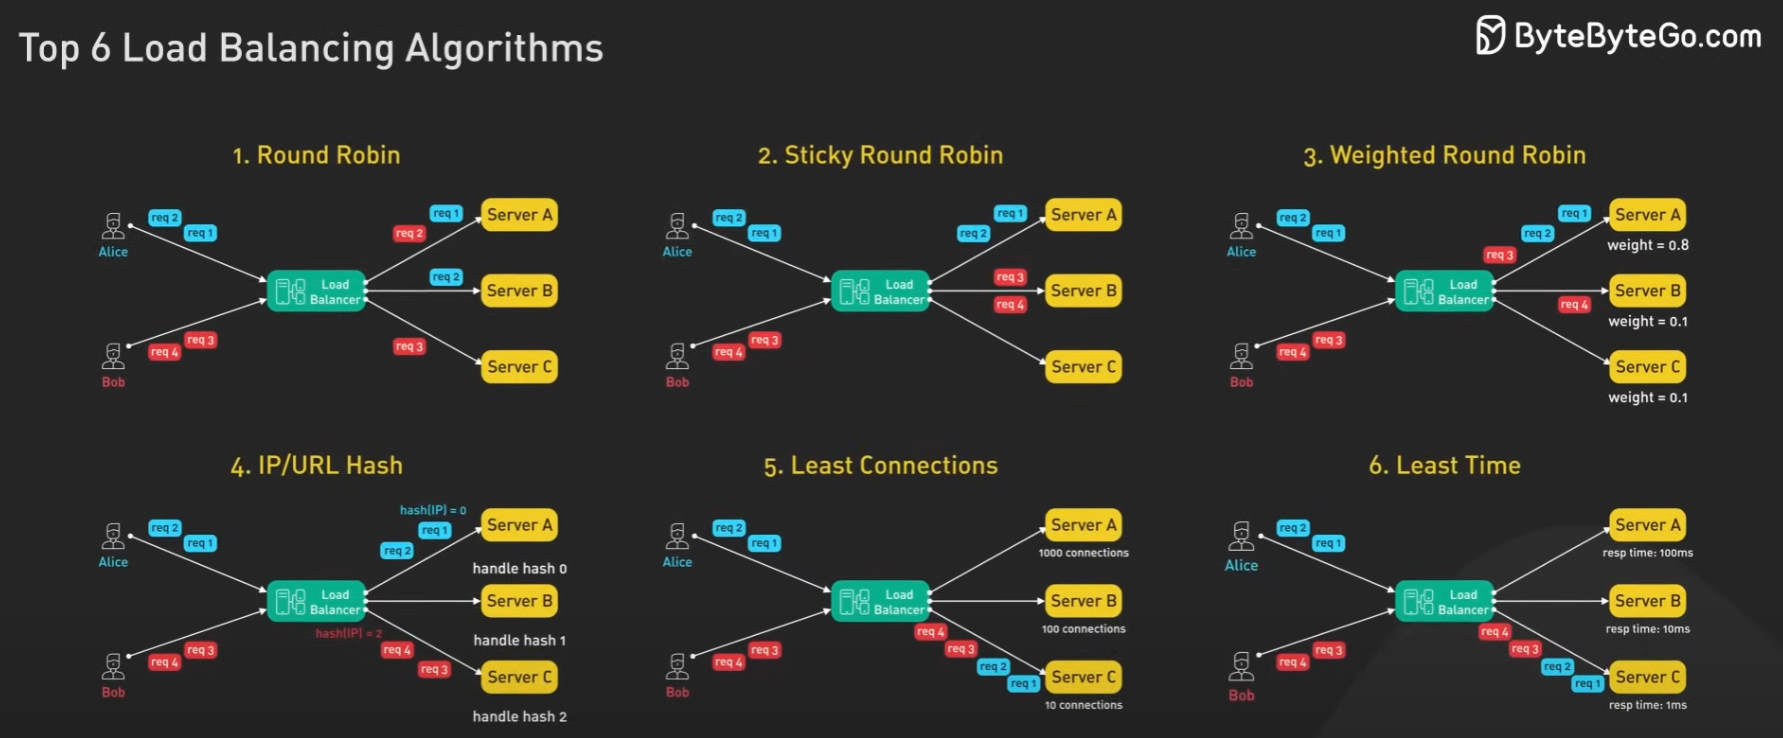 Top 6 Load Balancing Algorithms
ByteByteGo.com
1. Round Robin
req 2
req 1
Alice
req 4
req 3
Bob
Load
Balancer
req 1
req 2
Server A
req 2
Server B
req 3
Server C
2. Sticky Round Robin
req 2
req 1
Alice
req 4
req 3
Bob
Load
Balancer
req 1
req 2
Server A
req 3
req 4
Server B
Server C
3. Weighted Round Robin
req 2
req 1
Alice
req 4
req 3
Bob
Load
Balancer
req 1
req 2
req 3
Server A
weight = 0.8
req 4
Server B
weight = 0.1
Server C
weight = 0.1
4. IP/URL Hash
req 2
req 1
Alice
req 4
req 3
Bob
Load
Balancer
hash(IP) = 0
req 1
req 2
Server A
handle hash 0
Server B
handle hash 1
hash(IP) = 2
req 4
req 3
Server C
handle hash 2
5. Least Connections
req 2
req 1
Alice
req 4
req 3
Bob
Load
Balancer
Server A
1000 connections
Server B
100 connections
req 4
req 3
req 2
req 1
Server C
10 connections
6. Least Time
req 2
req 1
Alice
req 4
req 3
Bob
Load
Balancer
Server A
resp time: 100ms
Server B
resp time: 10ms
req 4
req 3
req 2
req 1
Server C
resp time: 1ms